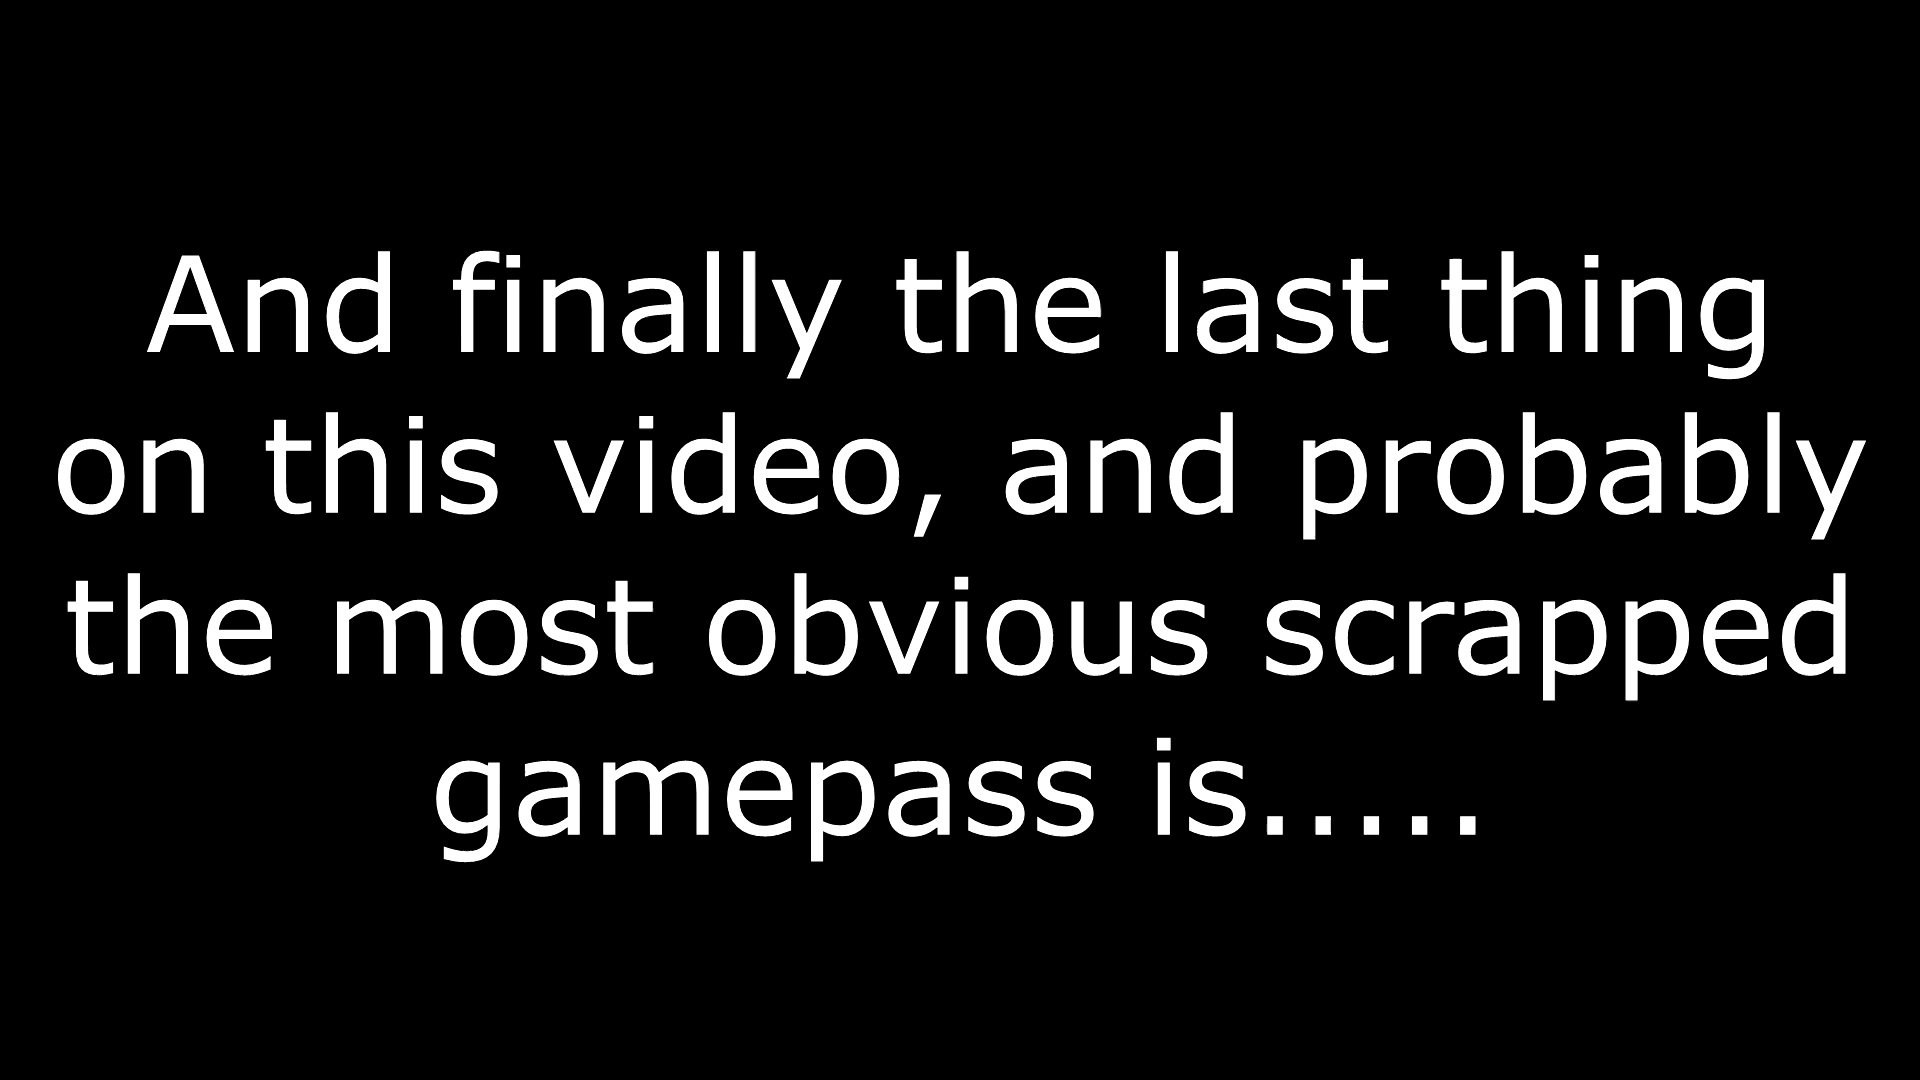 And finally the last thing
on this video, and probably
the most obvious scrapped
gamepass is.....